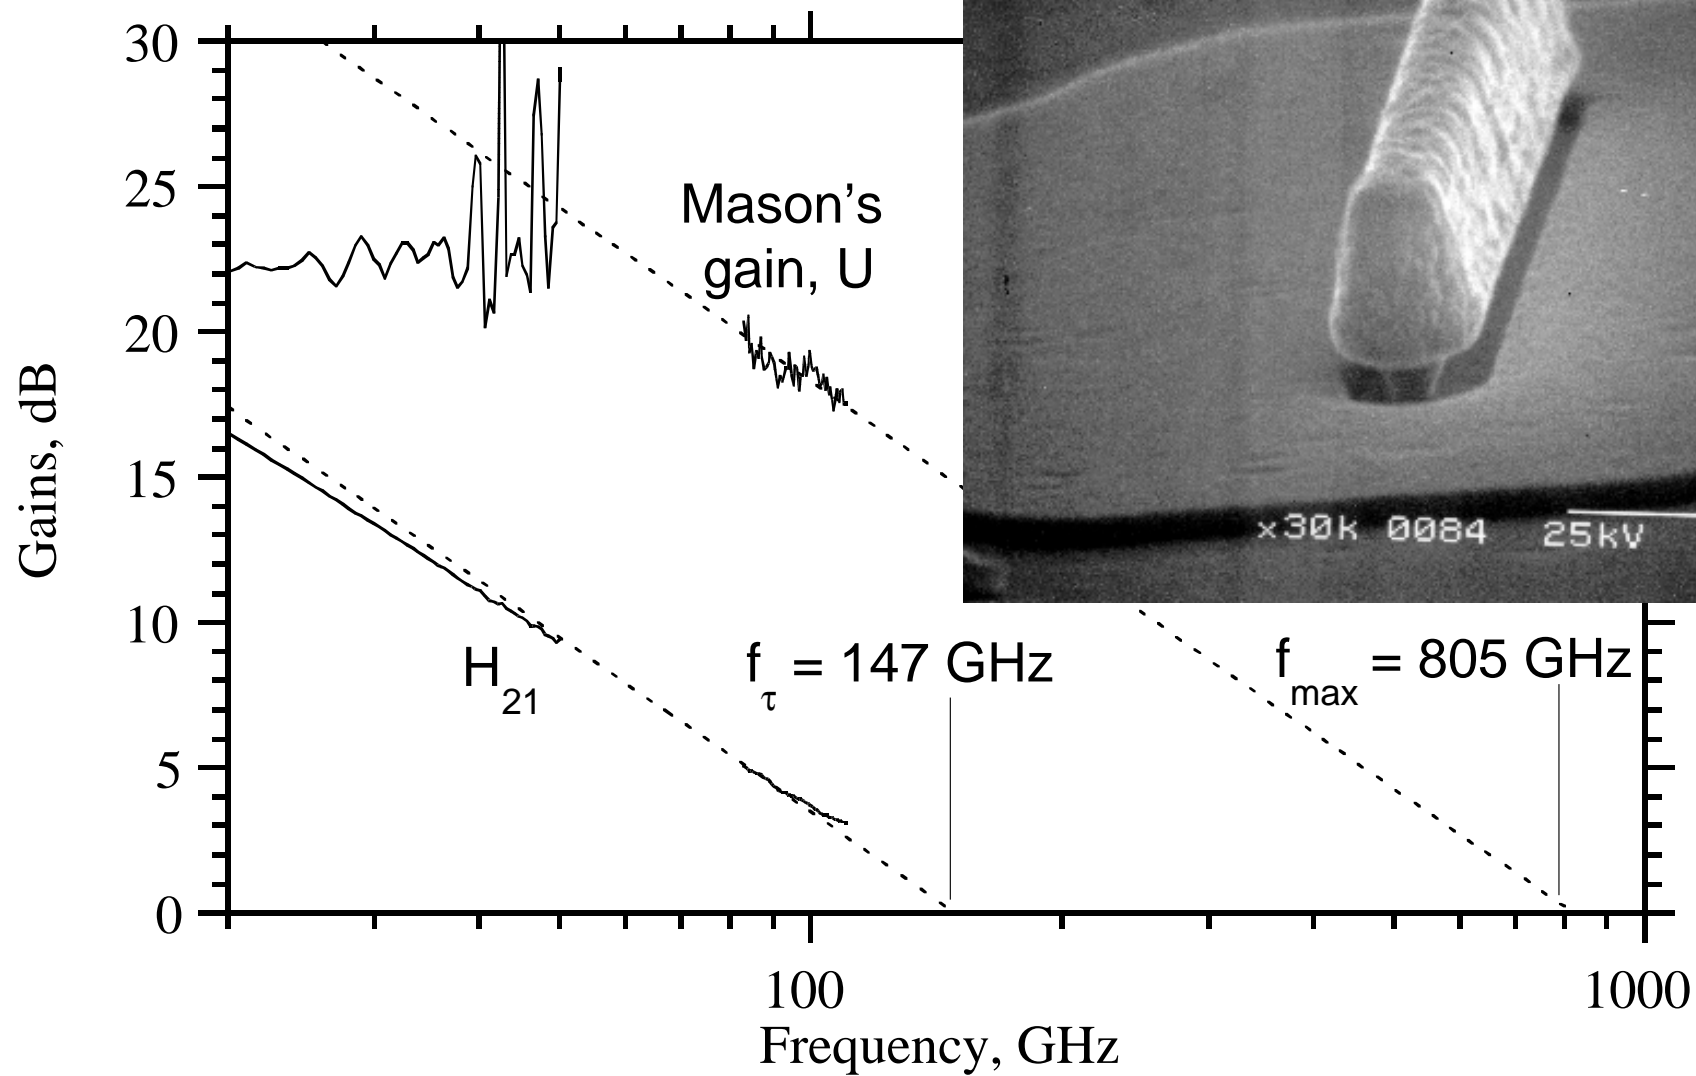 30
25
20
15
10
5
0
Gains, dB
Mason’s
gain, U
x30k 0084 25kV
H21
fτ = 147 GHz
fmax = 805 GHz
100
1000
Frequency, GHz